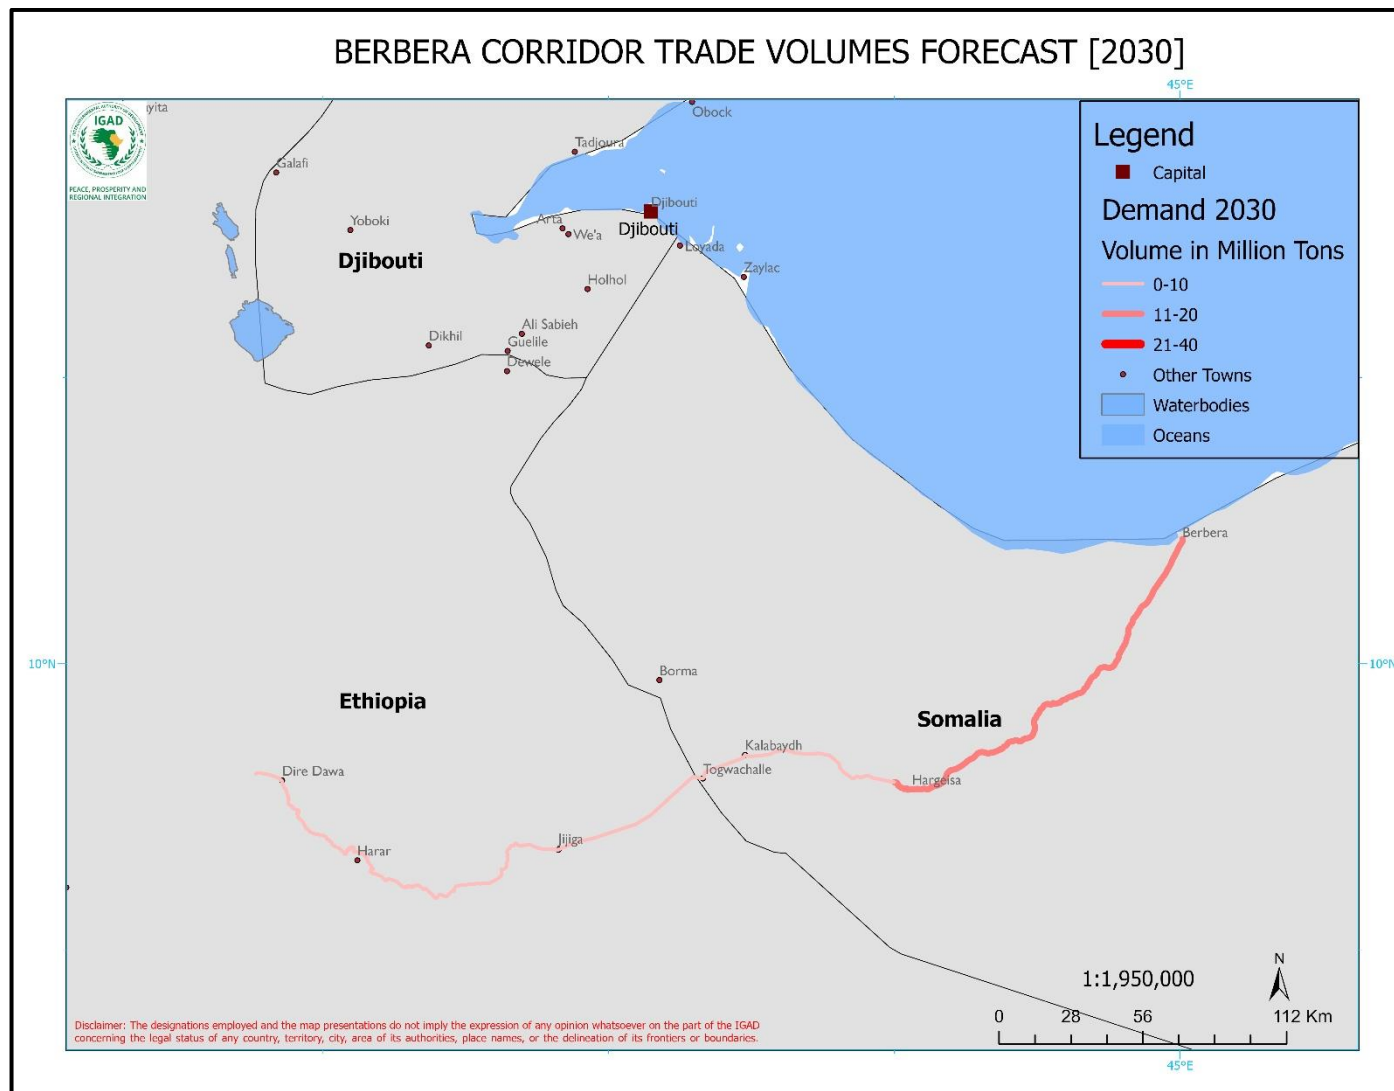 BERBERA CORRIDOR TRADE VOLUMES FORECAST [2030]
45°E
ayita
Obock
IGAD
PEACE, PROSPERITY AND
REGIONAL INTEGRATION
Legend
Capital
Demand 2030
Volume in Million Tons
0-10
11-20
21-40
Other Towns
Waterbodies
Oceans
Tadjoura
Galafi
Djibouti
Yoboki
Arta
We'a
Djibouti
Loyada
Djibouti
Zaylac
Holhol
Ali Sabieh
Dikhil
Guelile
Dewele
Berbera
10°N
10°N
Borma
Ethiopia
Somalia
Kalabaydh
Dire Dawa
Togwachalle
Hargeisa
Jijiga
Harar
N
1:1,950,000
0 28 56 112 Km
Disclaimer: The designations employed and the map presentations do not imply the expression of any opinion whatsoever on the part of the IGAD
concerning the legal status of any country, territory, city, area of its authorities, place names, or the delineation of its frontiers or boundaries.
45°E